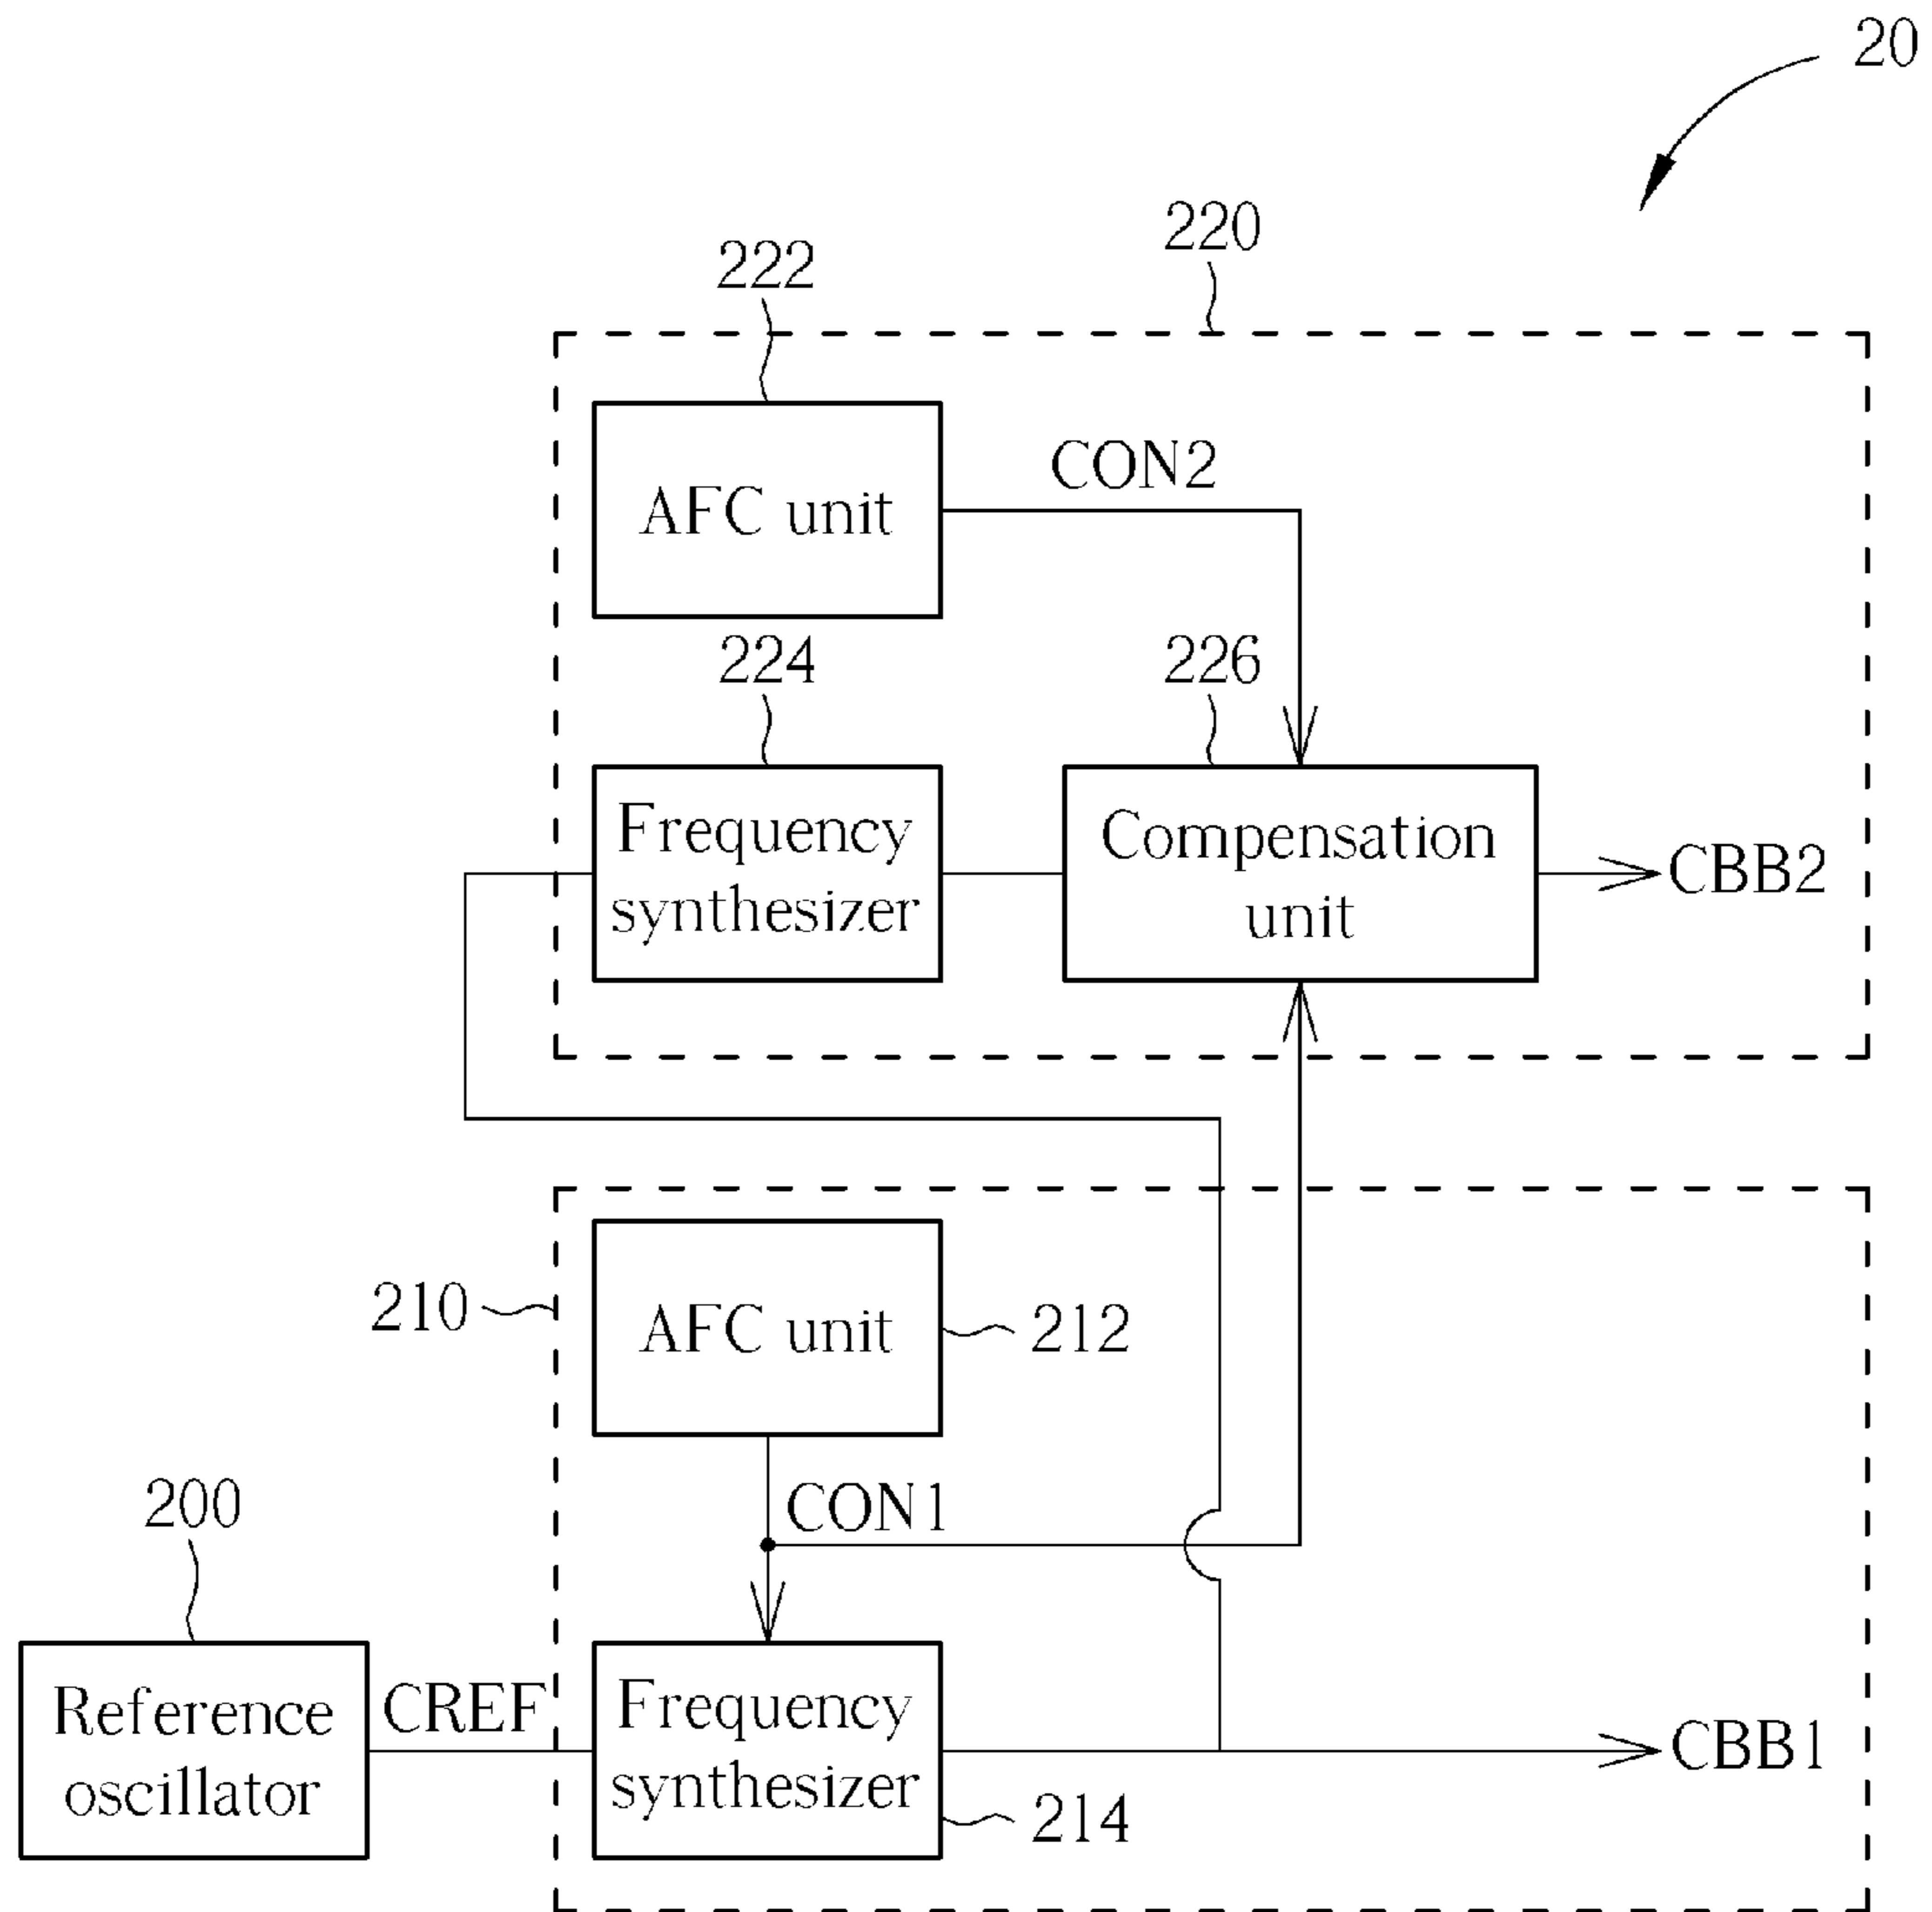 20
220
222
AFC unit
CON2
224
226
Frequency
synthesizer
Compensation
unit
CBB2
210
AFC unit
212
200
CON1
Reference
oscillator
CREF
Frequency
synthesizer
CBB1
214